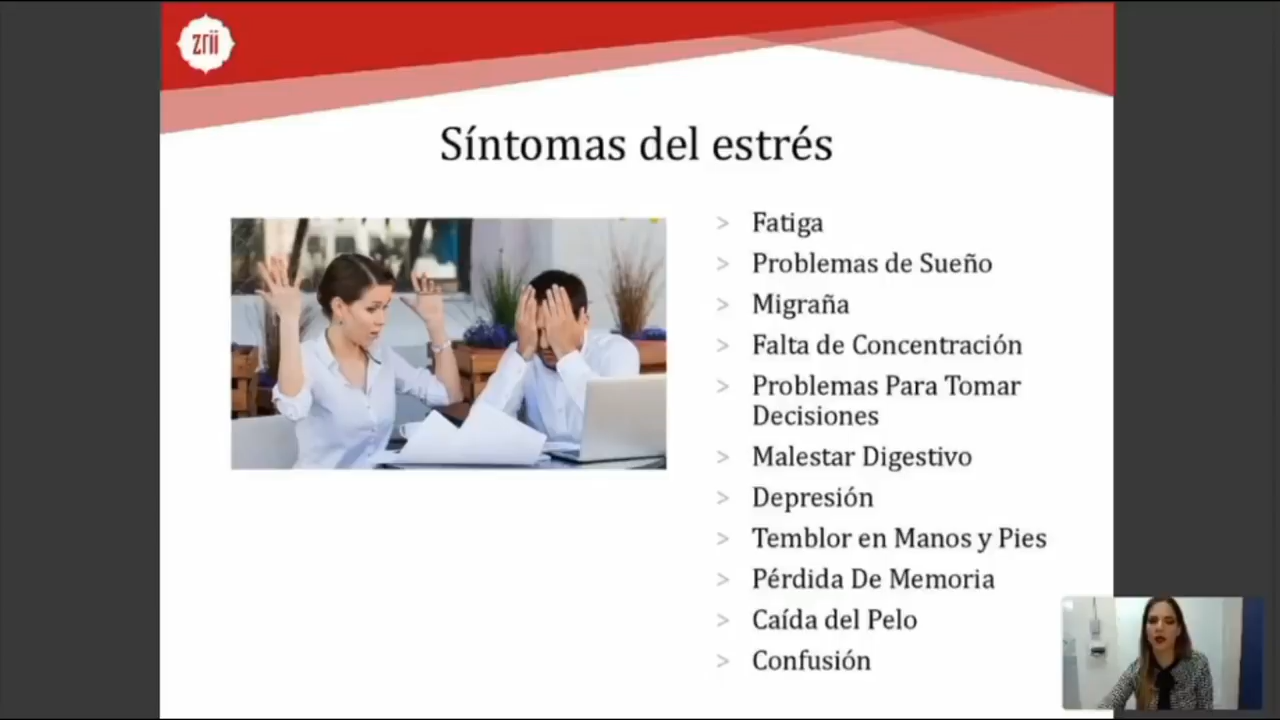 zrii
Síntomas del estrés
> Fatiga
> Problemas de Sueño
> Migraña
> Falta de Concentración
> Problemas Para Tomar
Decisiones
> Malestar Digestivo
> Depresión
> Temblor en Manos y Pies
> Pérdida De Memoria
> Caída del Pelo
> Confusión